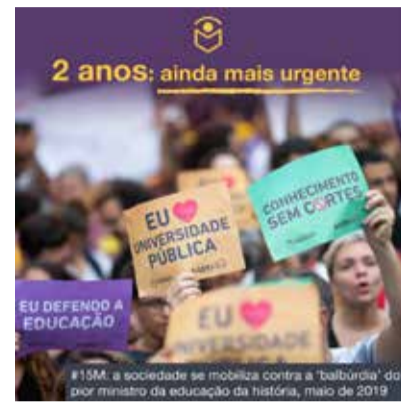 2 anos: ainda mais urgente
CONHECIMENTO
SEM CORTES
EU
UNIVERSIDADE
PÚBLICA
EU DEFENDO A
EDUCAÇÃO
EU
UNIVERSIDADE
#15M: a sociedade se mobiliza contra a 'balbúrdia' do
pior ministro da educação da história, maio de 2019